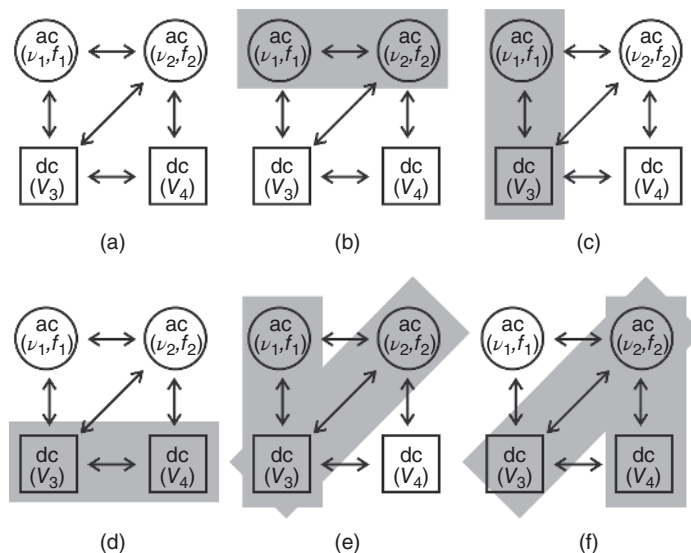 ac ac ac ac ac ac
(ν₁,f₁) (ν₂,f₂) (ν₁,f₁) (ν₂,f₂) (ν₁,f₁) (ν₂,f₂)
dc dc dc dc dc dc
(V₃) (V₄) (V₃) (V₄) (V₃) (V₄)
(a) (b) (c)
ac ac ac ac ac ac
(ν₁,f₁) (ν₂,f₂) (ν₁,f₁) (ν₂,f₂) (ν₁,f₁) (ν₂,f₂)
dc dc dc dc dc dc
(V₃) (V₄) (V₃) (V₄) (V₃) (V₄)
(d) (e) (f)